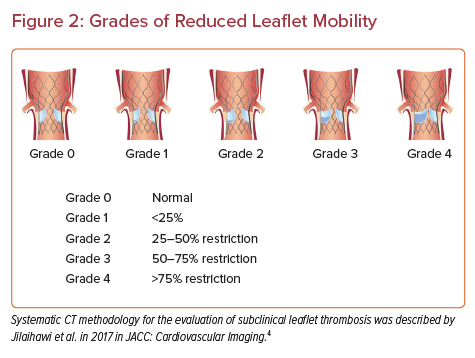 Figure 2: Grades of Reduced Leaflet Mobility
Grade 0 Grade 1 Grade 2 Grade 3 Grade 4
Grade 0 Normal
Grade 1 <25%
Grade 2 25–50% restriction
Grade 3 50–75% restriction
Grade 4 >75% restriction
Systematic CT methodology for the evaluation of subclinical leaflet thrombosis was described by
Jilaihawi et al. in 2017 in JACC: Cardiovascular Imaging.⁴